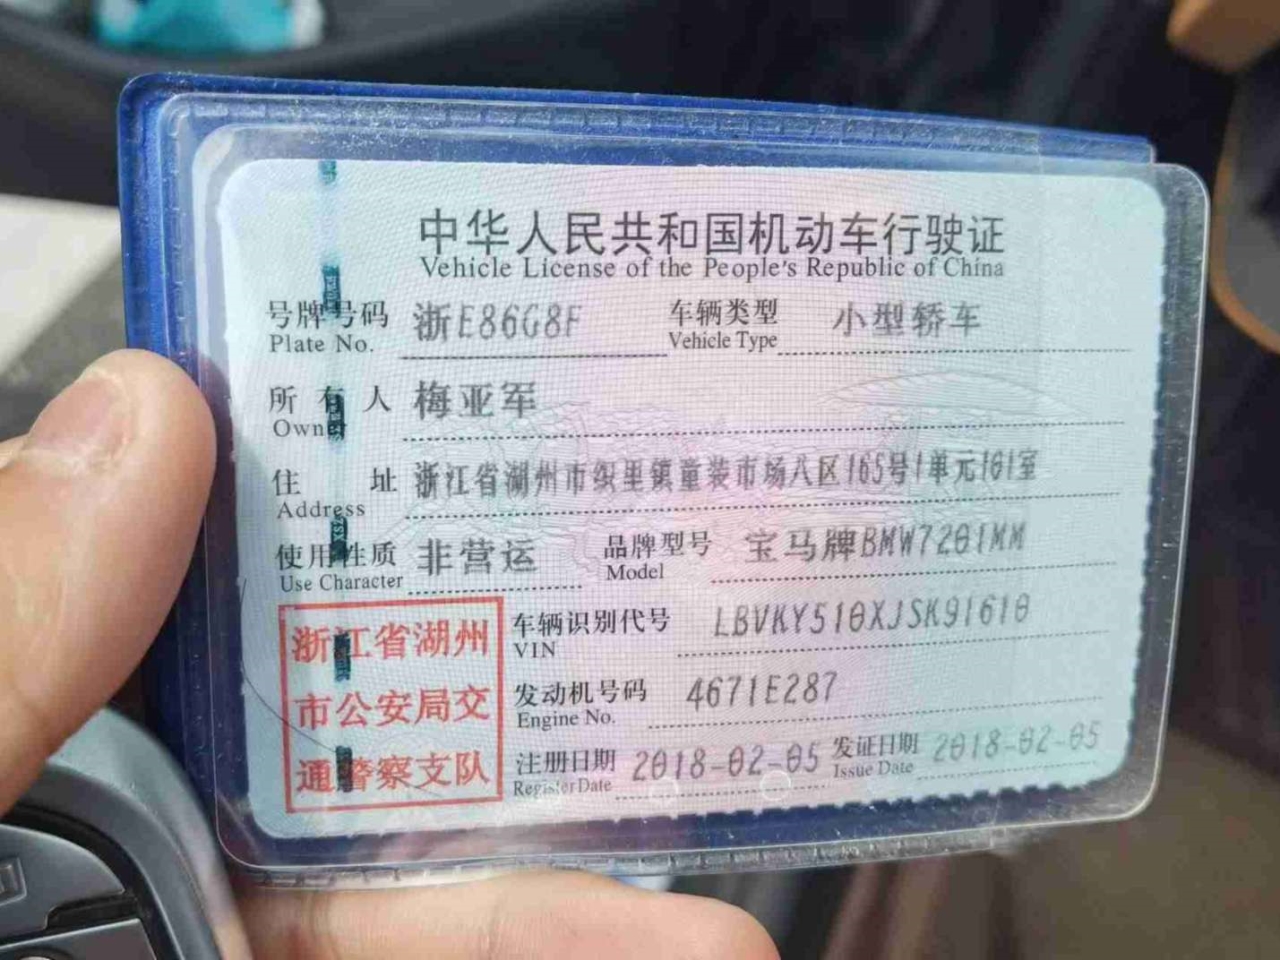 中华人民共和国机动车行驶证
Vehicle License of the People's Republic of China
号牌号码 浙E86G8F 车辆类型 小型轿车
Plate No. Vehicle Type
所有人 梅亚军
Owner
住址 浙江省湖州市织里镇童装市场八区165号1单元101室
Address
使用性质 非营运 品牌型号 宝马牌BMW7201MM
Use Character Model
浙江省湖州
市公安局交
通警察支队
车辆识别代号 LBVKY510XJSK91610
VIN
发动机号码 4671E287
Engine No.
注册日期 2018-02-05 发证日期 2018-02-05
Register Date Issue Date